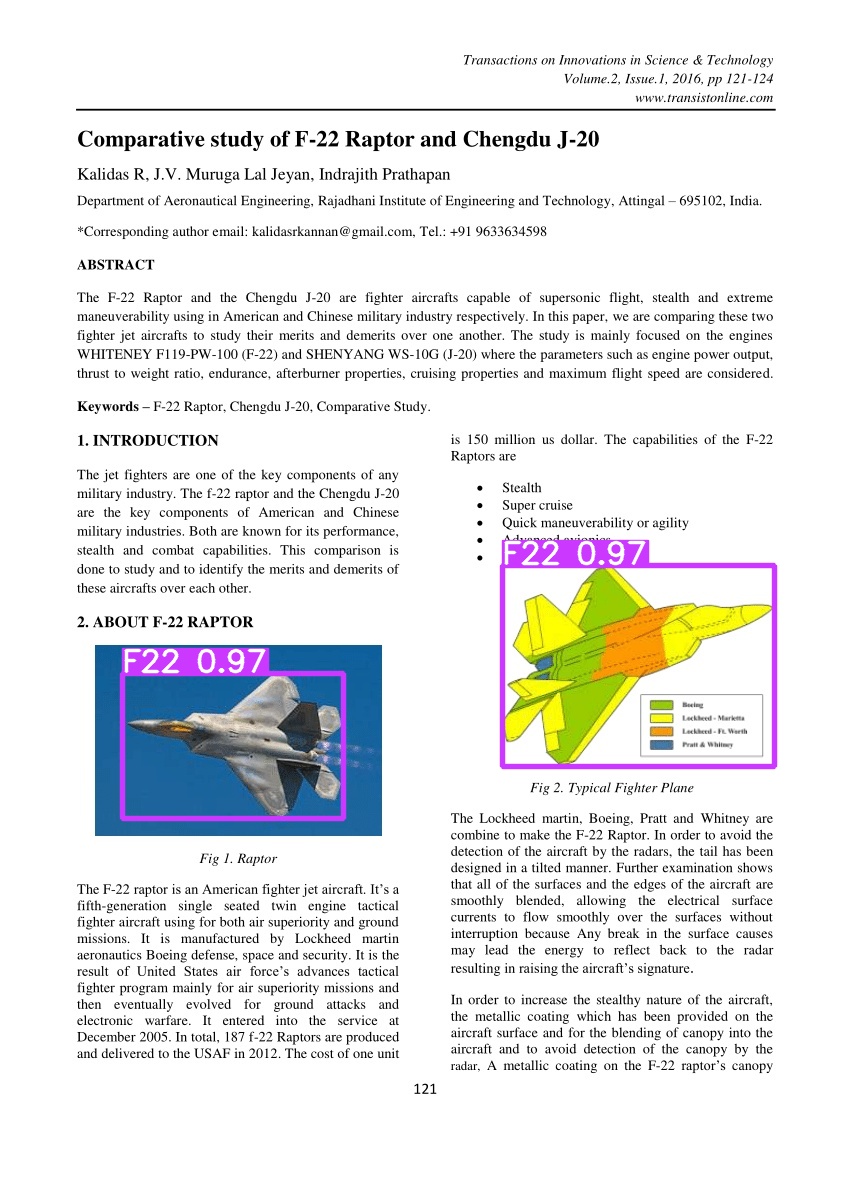 Transactions on Innovations in Science & Technology
Volume.2, Issue.1, 2016, pp 121-124
www.transistonline.com
Comparative study of F-22 Raptor and Chengdu J-20
Kalidas R, J.V. Muruga Lal Jeyan, Indrajith Prathapan
Department of Aeronautical Engineering, Rajadhani Institute of Engineering and Technology, Attingal – 695102, India.
*Corresponding author email: kalidasrkannan@gmail.com, Tel.: +91 9633634598
ABSTRACT
The F-22 Raptor and the Chengdu J-20 are fighter aircrafts capable of supersonic flight, stealth and extreme
maneuverability using in American and Chinese military industry respectively. In this paper, we are comparing these two
fighter jet aircrafts to study their merits and demerits over one another. The study is mainly focused on the engines
WHITENEY F119-PW-100 (F-22) and SHENYANG WS-10G (J-20) where the parameters such as engine power output,
thrust to weight ratio, endurance, afterburner properties, cruising properties and maximum flight speed are considered.
Keywords – F-22 Raptor, Chengdu J-20, Comparative Study.
1. INTRODUCTION
The jet fighters are one of the key components of any
military industry. The f-22 raptor and the Chengdu J-20
are the key components of American and Chinese
military industries. Both are known for its performance,
stealth and combat capabilities. This comparison is
done to study and to identify the merits and demerits of
these aircrafts over each other.
2. ABOUT F-22 RAPTOR
F22 0.97
Fig 1. Raptor
The F-22 raptor is an American fighter jet aircraft. It's a
fifth-generation single seated twin engine tactical
fighter aircraft using for both air superiority and ground
missions. It is manufactured by Lockheed martin
aeronautics Boeing defense, space and security. It is the
result of United States air force's advances tactical
fighter program mainly for air superiority missions and
then eventually evolved for ground attacks and
electronic warfare. It entered into the service at
December 2005. In total, 187 f-22 Raptors are produced
and delivered to the USAF in 2012. The cost of one unit
is 150 million us dollar. The capabilities of the F-22
Raptors are
• Stealth
• Super cruise
• Quick maneuverability or agility
• Advanced avionics
•
F22 0.97
Boeing
Lockheed - Marietta
Lockheed - Ft. Worth
Pratt & Whitney
Fig 2. Typical Fighter Plane
The Lockheed martin, Boeing, Pratt and Whitney are
combine to make the F-22 Raptor. In order to avoid the
detection of the aircraft by the radars, the tail has been
designed in a tilted manner. Further examination shows
that all of the surfaces and the edges of the aircraft are
smoothly blended, allowing the electrical surface
currents to flow smoothly over the surfaces without
interruption because Any break in the surface causes
may lead the energy to reflect back to the radar
resulting in raising the aircraft's signature.
In order to increase the stealthy nature of the aircraft,
the metallic coating which has been provided on the
aircraft surface and for the blending of canopy into the
aircraft and to avoid detection of the canopy by the
radar, A metallic coating on the F-22 raptor's canopy
121